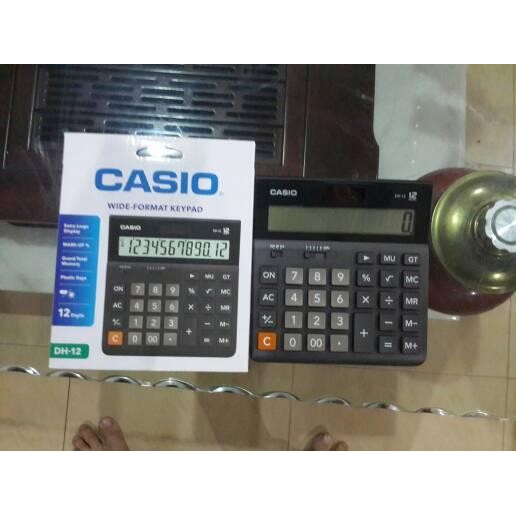 CASIO
WIDE-FORMAT KEYPAD
Extra Large
Display
MARK-UP %
Grand Total
Memory
Plastic Keys
12 Digits
DH-12
CASIO
DH-12 12
123456789012
MU GT
ON 7 8 9 % √ MC
AC 4 5 6 × ÷ MR
+/− 1 2 3 + − M−
C 0 00 · = M+
CASIO
DH-12 12
0
MU GT
ON 7 8 9 % √ MC
AC 4 5 6 × ÷ MR
+/− 1 2 3 + − M−
C 0 00 · = M+